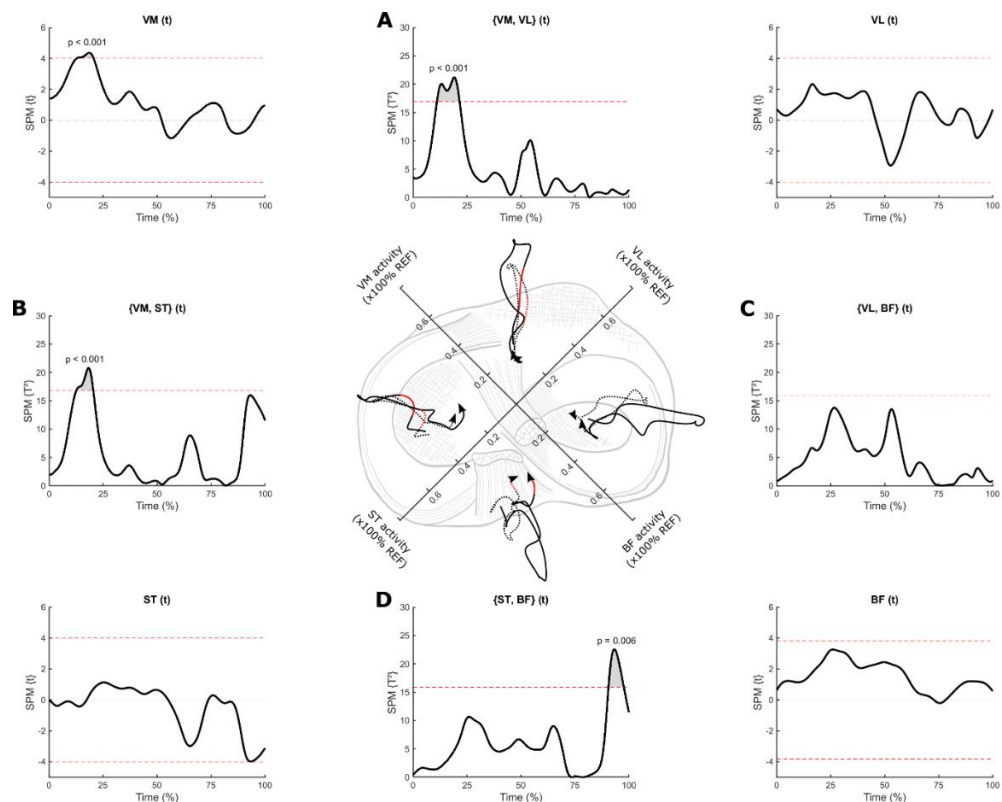 VM (t)
p < 0.001
6
4
2
0
-2
-4
-6
SPM {t}
0
25
50
75
100
Time (%)
A
{VM, VL} (t)
p < 0.001
30
25
20
15
10
5
0
SPM {T²}
0
25
50
75
100
Time (%)
VL (t)
6
4
2
0
-2
-4
-6
SPM {t}
0
25
50
75
100
Time (%)
B
{VM, ST} (t)
p < 0.001
30
25
20
15
10
5
0
SPM {T²}
0
25
50
75
100
Time (%)
VM activity
(x100% REF)
0.6
0.4
0.2
VL activity
(x100% REF)
0.6
0.4
0.2
ST activity
(x100% REF)
0.6
0.4
0.2
BF activity
(x100% REF)
0.6
0.4
0.2
C
{VL, BF} (t)
30
25
20
15
10
5
0
SPM {T²}
0
25
50
75
100
Time (%)
ST (t)
6
4
2
0
-2
-4
-6
SPM {t}
0
25
50
75
100
Time (%)
D
{ST, BF} (t)
p = 0.006
30
25
20
15
10
5
0
SPM {T²}
0
25
50
75
100
Time (%)
BF (t)
6
4
2
0
-2
-4
-6
SPM {t}
0
25
50
75
100
Time (%)